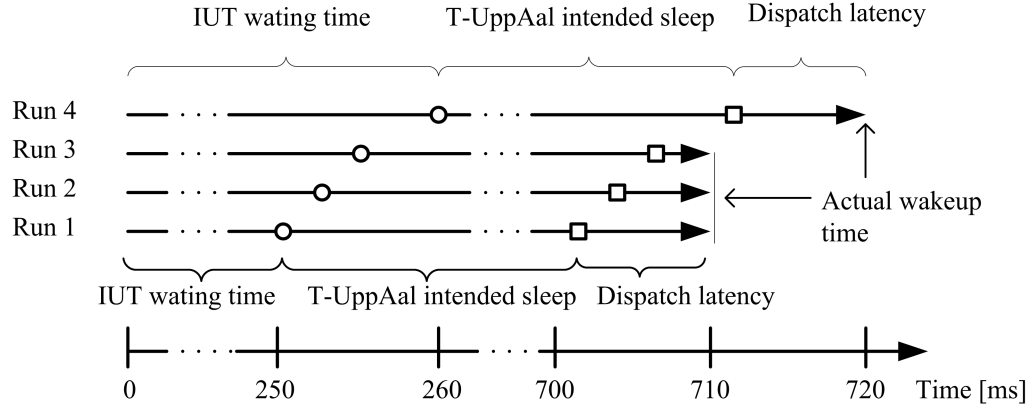 IUT wating time
T-UppAal intended sleep
Dispatch latency
Run 4
Run 3
Run 2
Run 1
Actual wakeup
time
IUT wating time
T-UppAal intended sleep
Dispatch latency
0
250
260
700
710
720
Time [ms]